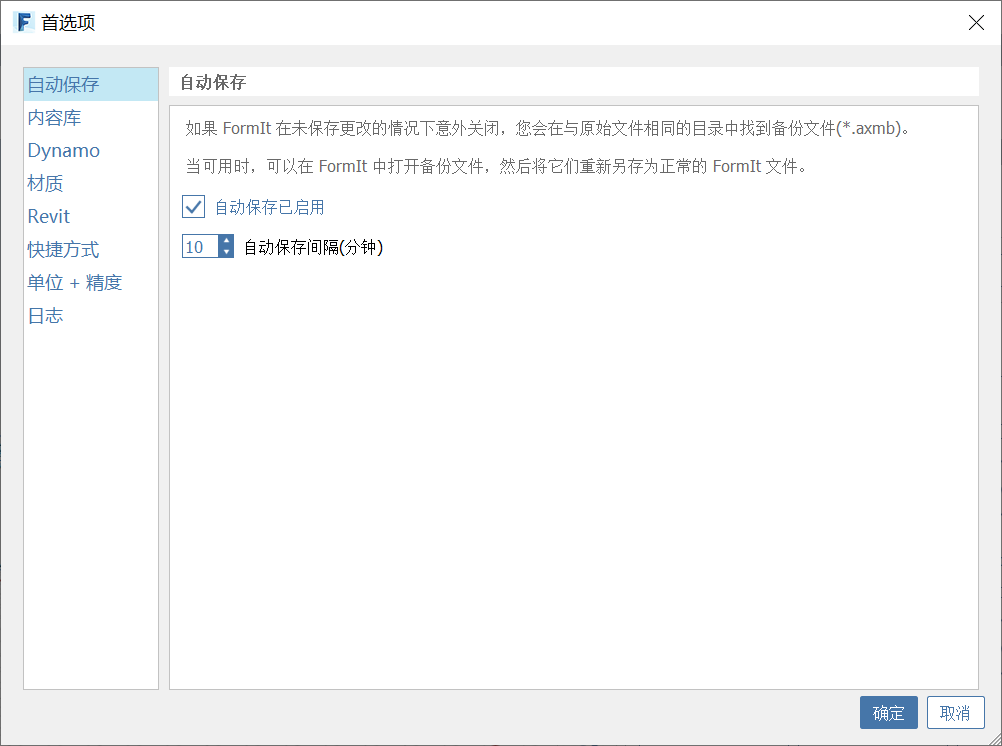 首选项
自动保存
内容库
Dynamo
材质
Revit
快捷方式
单位 + 精度
日志
自动保存
如果 FormIt 在未保存更改的情况下意外关闭，您会在与原始文件相同的目录中找到备份文件(*.axmb)。
当可用时，可以在 FormIt 中打开备份文件，然后将它们重新另存为正常的 FormIt 文件。
自动保存已启用
10 自动保存间隔(分钟)
确定 取消